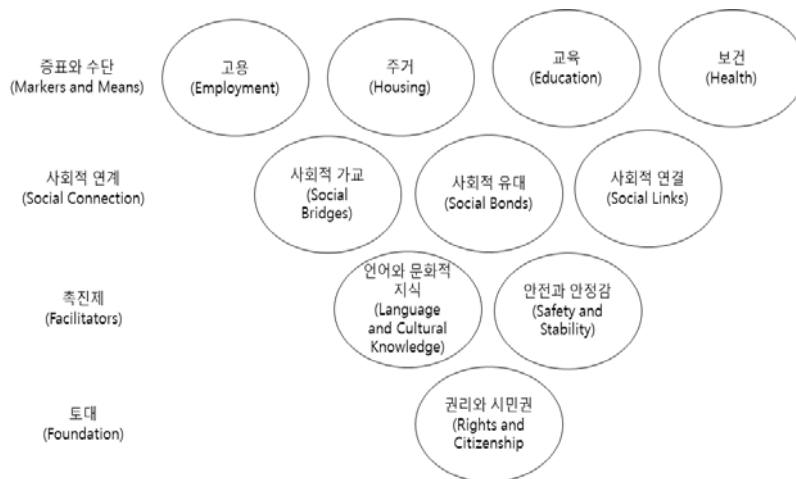 증표와 수단
(Markers and Means)
고용
(Employment)
주거
(Housing)
교육
(Education)
보건
(Health)
사회적 연계
(Social Connection)
사회적 가교
(Social
Bridges)
사회적 유대
(Social Bonds)
사회적 연결
(Social Links)
촉진제
(Facilitators)
언어와 문화적
지식
(Language
and Cultural
Knowledge)
안전과 안정감
(Safety and
Stability)
토대
(Foundation)
권리와 시민권
(Rights and
Citizenship